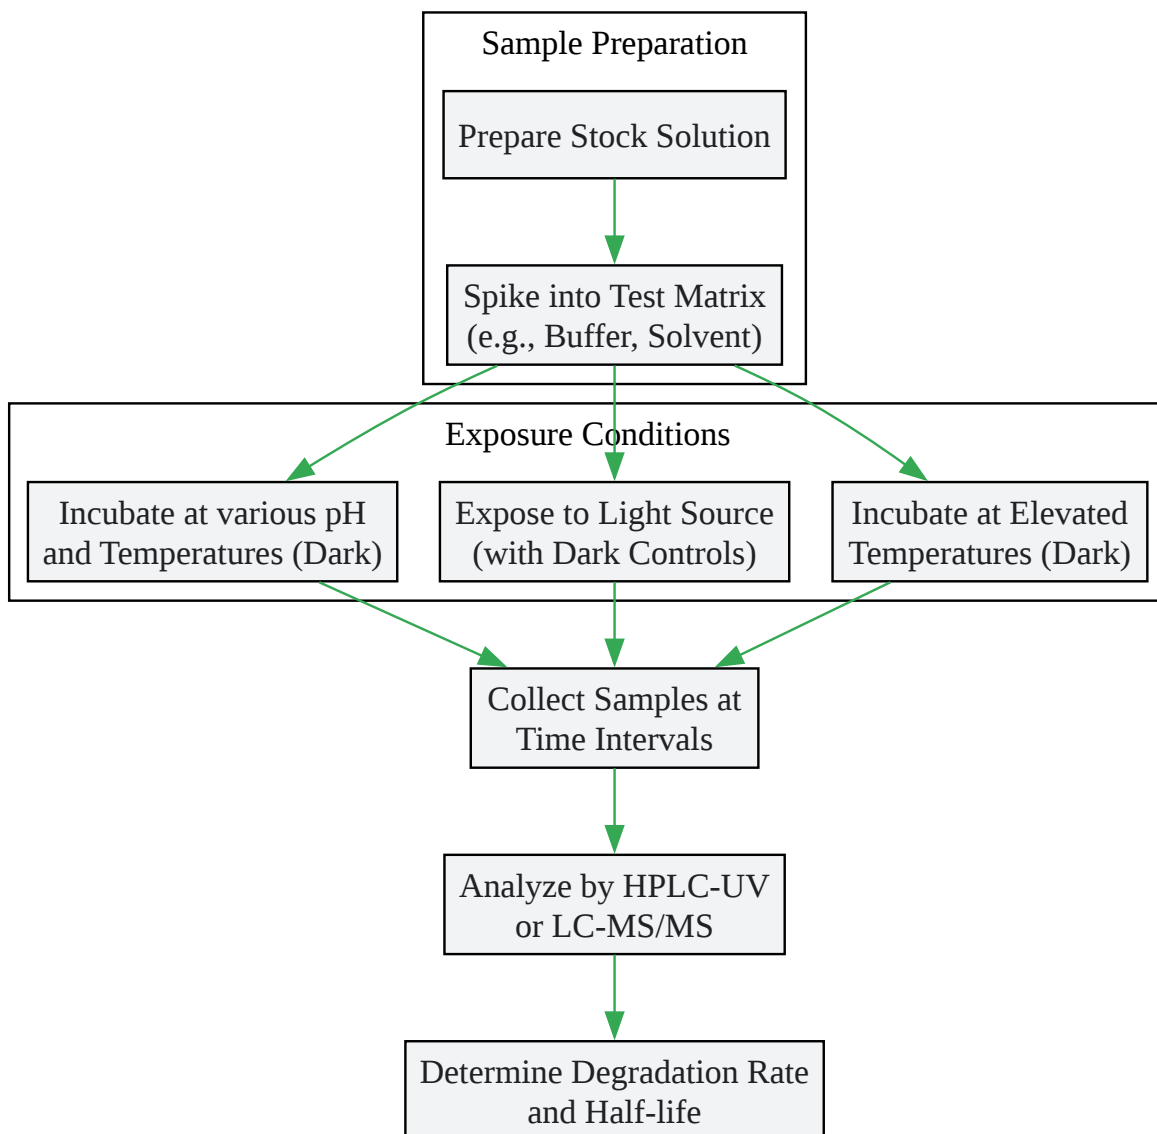 Sample Preparation
Prepare Stock Solution
Spike into Test Matrix
(e.g., Buffer, Solvent)
Exposure Conditions
Incubate at various pH
and Temperatures (Dark)
Expose to Light Source
(with Dark Controls)
Incubate at Elevated
Temperatures (Dark)
Collect Samples at
Time Intervals
Analyze by HPLC-UV
or LC-MS/MS
Determine Degradation Rate
and Half-life